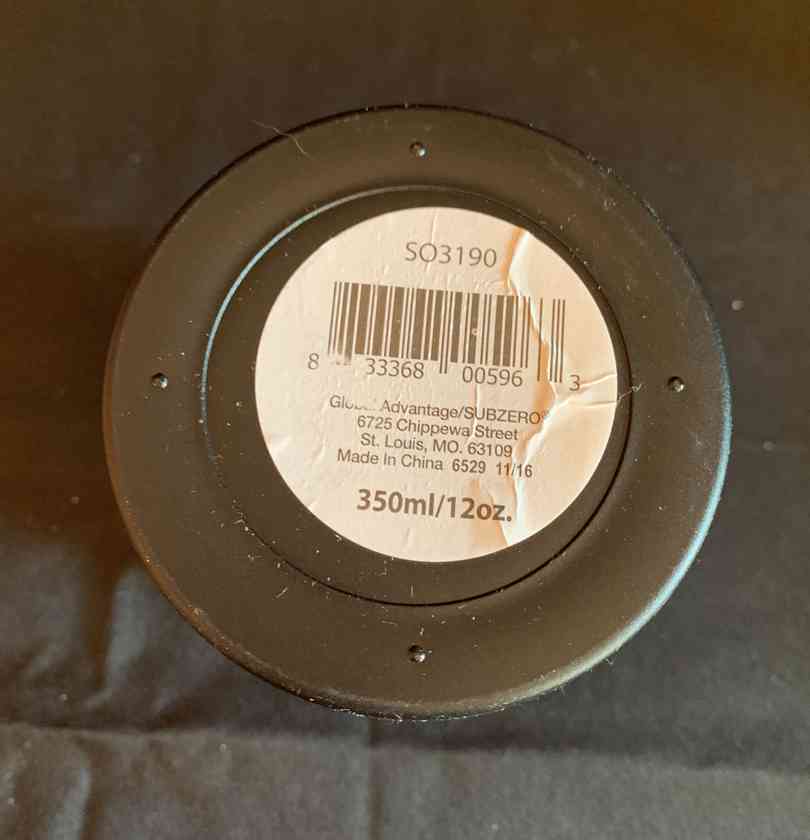 SO3190
8 33368 00596 3
Global Advantage/SUBZERO®
6725 Chippewa Street
St. Louis, MO. 63109
Made In China 6529 11/16
350ml/12oz.